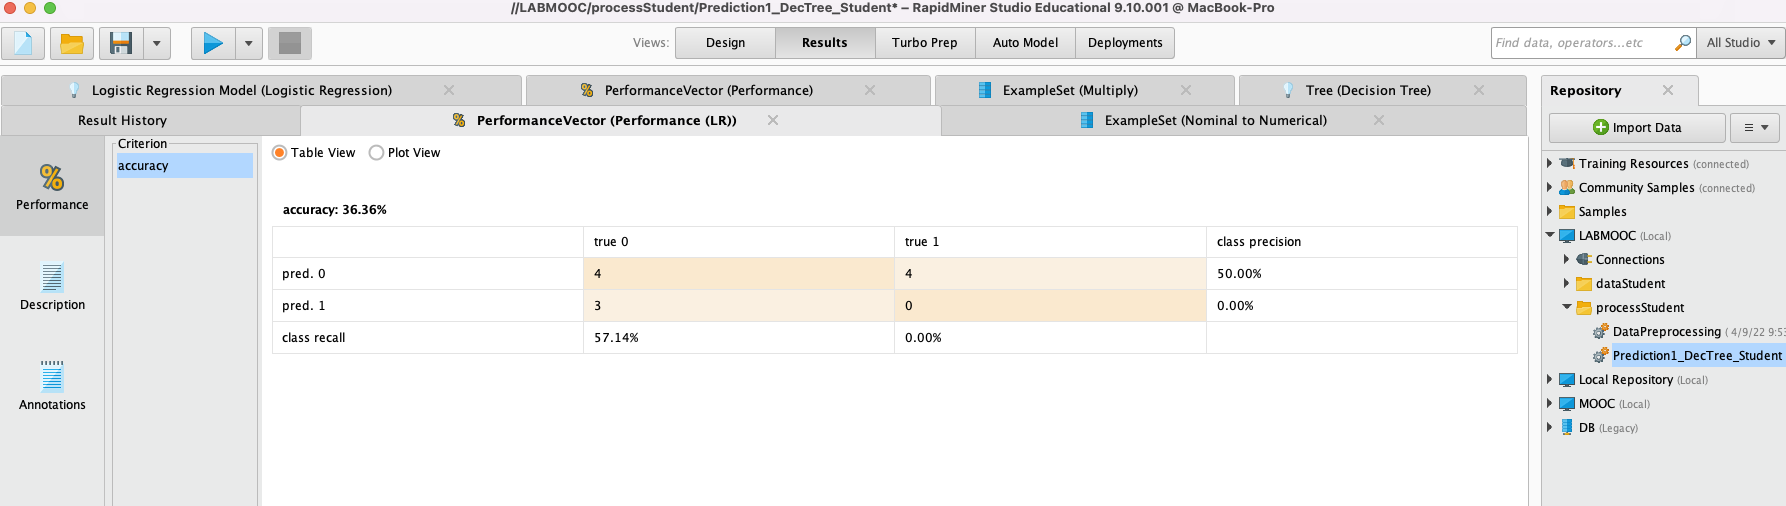 //LABMOOC/processStudent/Prediction1_DecTree_Student* – RapidMiner Studio Educational 9.10.001 @ MacBook-Pro
Views: Design Results Turbo Prep Auto Model Deployments
Find data, operators...etc All Studio
Logistic Regression Model (Logistic Regression) % PerformanceVector (Performance) ExampleSet (Multiply) Tree (Decision Tree)
Result History % PerformanceVector (Performance (LR)) ExampleSet (Nominal to Numerical)
%
Performance
Description
Annotations
Criterion
accuracy
Table View Plot View
accuracy: 36.36%
true 0 true 1 class precision
pred. 0 4 4 50.00%
pred. 1 3 0 0.00%
class recall 57.14% 0.00%
Repository
Import Data
Training Resources (connected)
Community Samples (connected)
Samples
LABMOOC (Local)
Connections
dataStudent
processStudent
DataPreprocessing ( 4/9/22 9:53
Prediction1_DecTree_Student
Local Repository (Local)
MOOC (Local)
DB (Legacy)